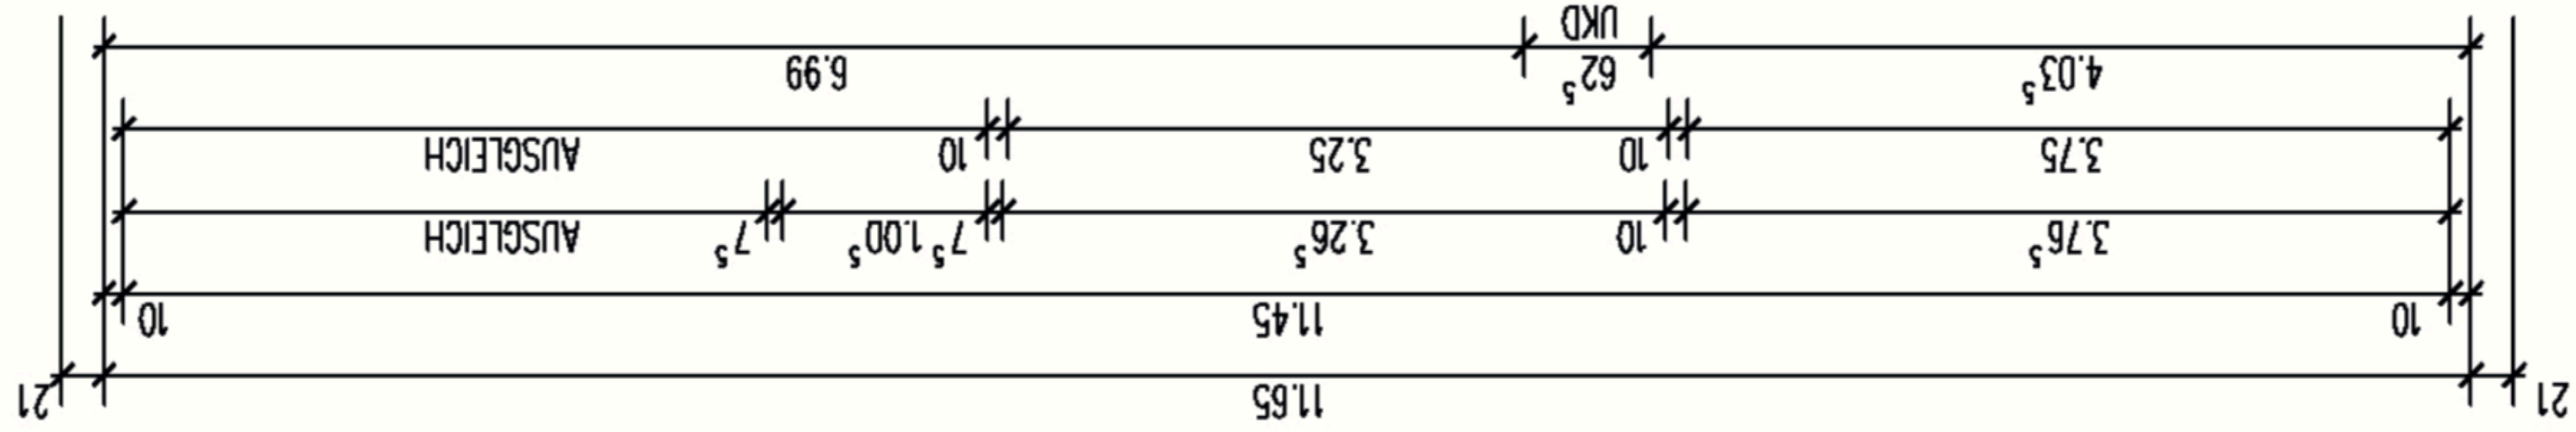 21 11.65 21
10 11.45 10
3.76⁵ 10 3.26⁵ 7⁵ 1.00⁵ 7⁵ AUSGLEICH
3.75 10 3.25 10 AUSGLEICH
4.03⁵ 62⁵ 6.99
UKD